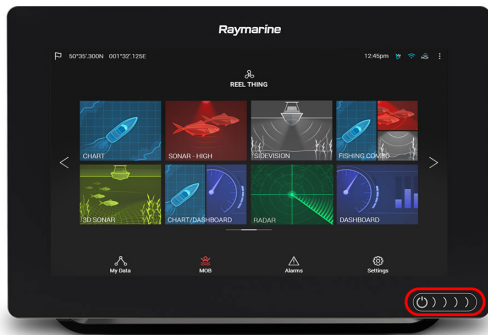 Raymarine
50°35'.300N 001°32'.125E
12:45pm
REEL THING
CHART
SONAR - HIGH
SIDEVISION
FISHING COMBO
3D SONAR
CHART/DASHBOARD
RADAR
DASHBOARD
My Data
MOB
Alarms
Settings